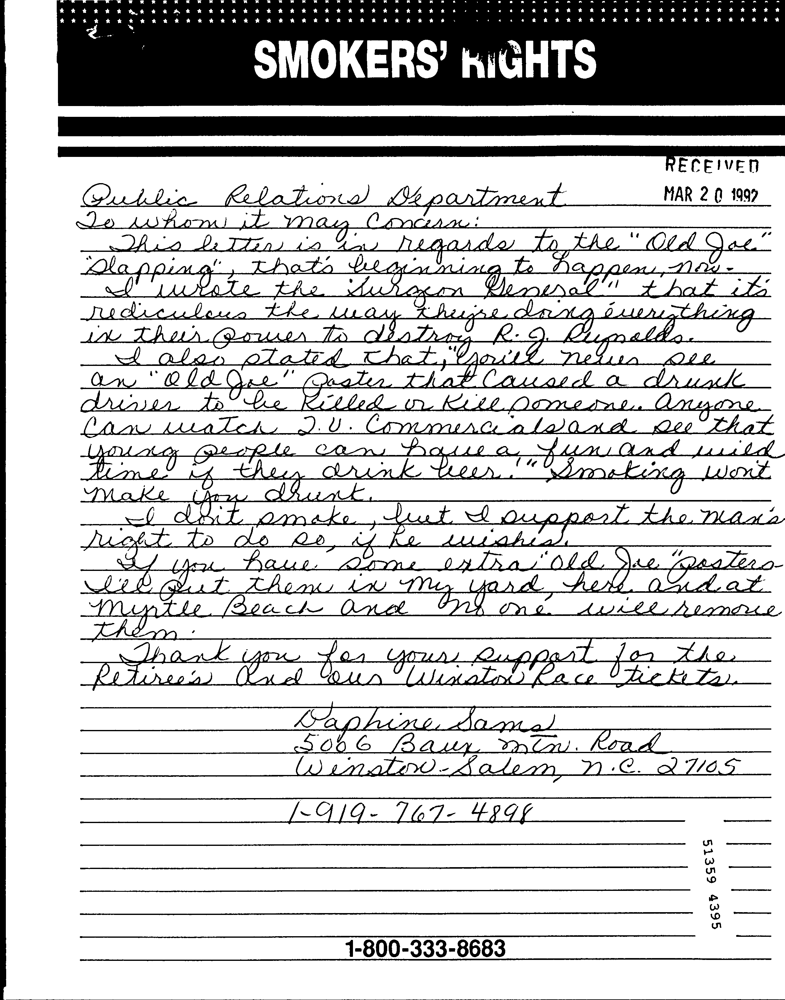 SMOKERS' RIGHTS
RECEIVED
MAR 20 1992
Public Relations Department
To whom it may Concern:
This letter is in regards to the "Old Joe"
"Slapping", that's beginning to happen, now.
I wrote the Surgeon General" that it's
rediculous the way theyre doing everything
in their power to destroy R. J. Reynolds.
I also stated that, "You'll never see
an "Old Joe" Poster that Caused a drunk
driver to be Killed or Kill someone. Anyone
Can watch T.V. Commercials and see that
young people can have a fun and wild
time if they drink beer!" Smoking won't
make you drunk.
I don't smoke, but I support the man's
right to do so, if he wishes.
If you have some extra "Old Joe" posters
I'll put them in my yard, here and at
Myrtle Beach and no one will remove
them.
Thank you for your support for the
Retiree's and our Winston Race tickets.
Daphine Sams
5006 Baux Mtn. Road
Winston-Salem, N.C. 27105
1-919-767-4898
51359 4395
1-800-333-8683